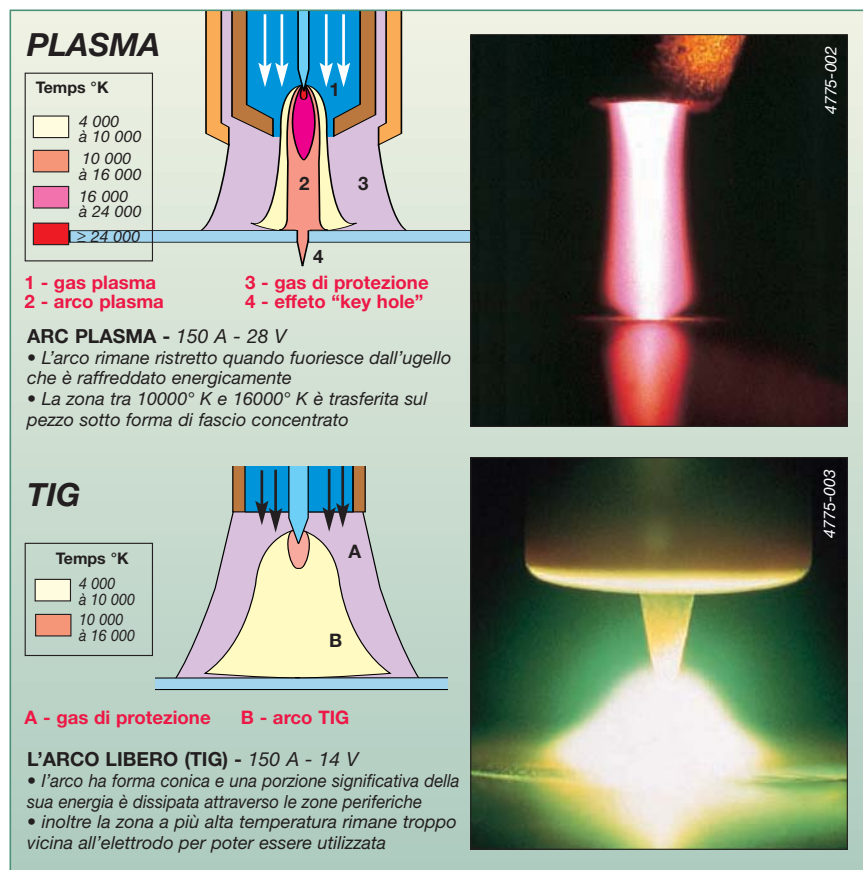 PLASMA
Temps °K
4 000
à 10 000
10 000
à 16 000
16 000
à 24 000
≥ 24 000
1
2
3
4
1 - gas plasma
2 - arco plasma
3 - gas di protezione
4 - effeto “key hole”
ARC PLASMA - 150 A - 28 V
• L'arco rimane ristretto quando fuoriesce dall'ugello
che è raffreddato energicamente
• La zona tra 10000° K e 16000° K è trasferita sul
pezzo sotto forma di fascio concentrato
4775-002
TIG
Temps °K
4 000
à 10 000
10 000
à 16 000
A
B
A - gas di protezione
B - arco TIG
L'ARCO LIBERO (TIG) - 150 A - 14 V
• l'arco ha forma conica e una porzione significativa della
sua energia è dissipata attraverso le zone periferiche
• inoltre la zona a più alta temperatura rimane troppo
vicina all'elettrodo per poter essere utilizzata
4775-003